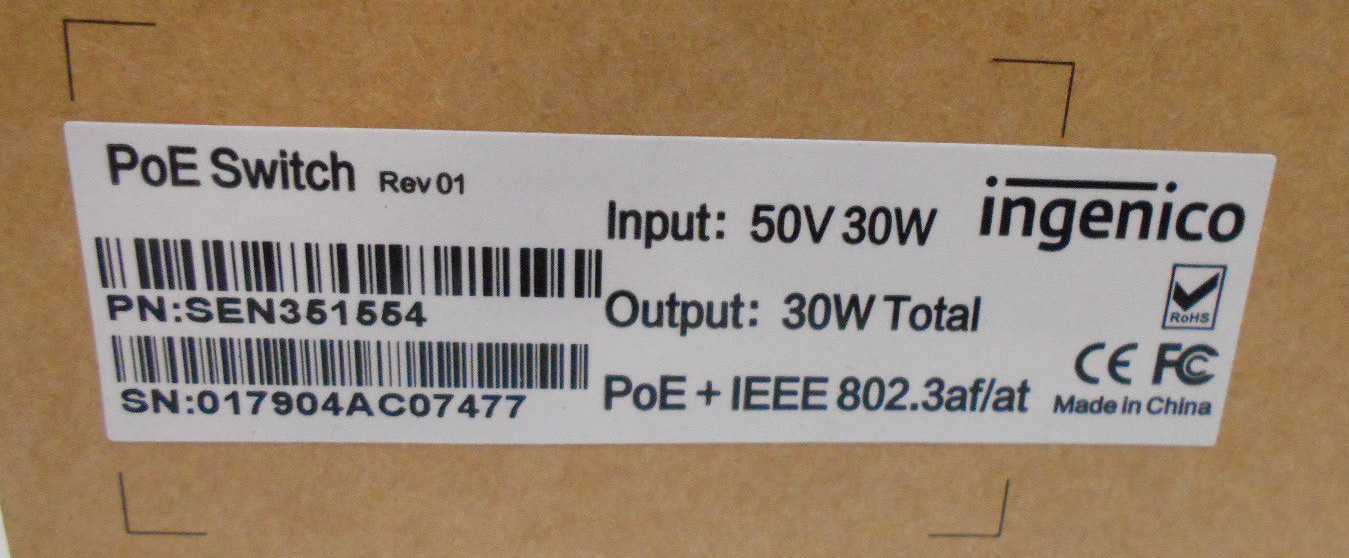 PoE Switch Rev 01
PN:SEN351554
SN:017904AC07477
Input: 50V 30W
Output: 30W Total
PoE + IEEE 802.3af/at
ingenico
RoHS
CE FC
Made in China